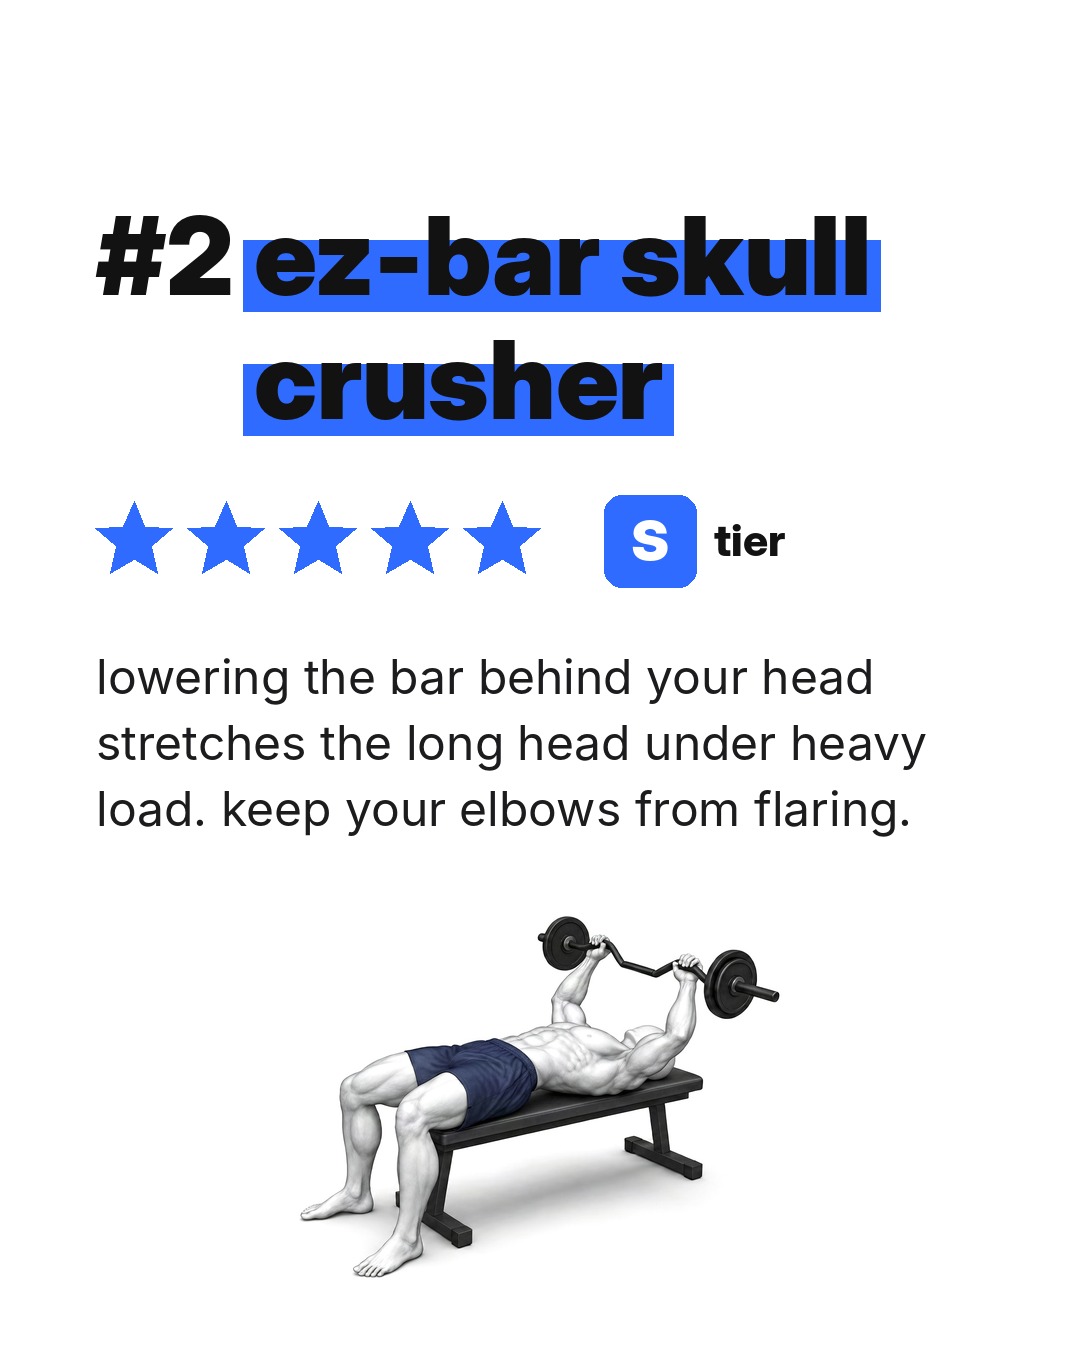 #2 ez-bar skull
crusher
S tier
lowering the bar behind your head
stretches the long head under heavy
load. keep your elbows from flaring.